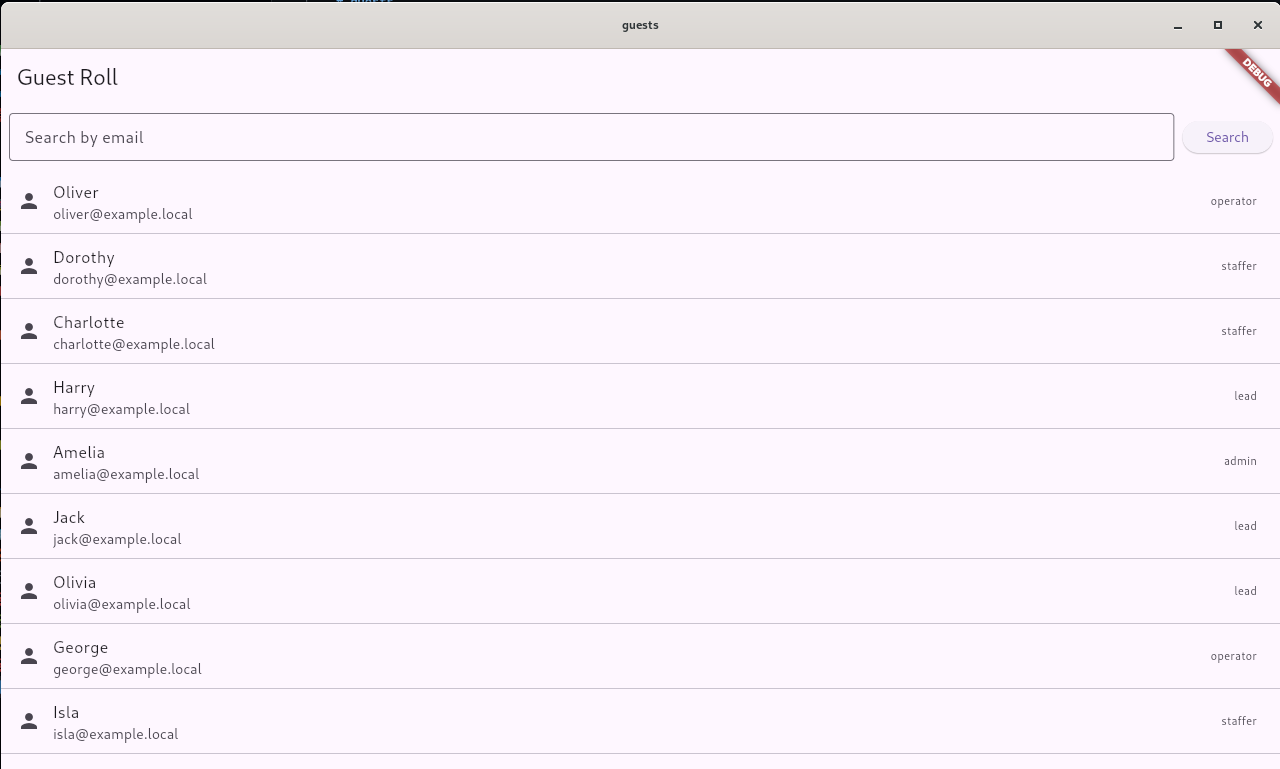 guests
Guest Roll
DEBUG
Search by email
Search
Oliver
oliver@example.local
operator
Dorothy
dorothy@example.local
staffer
Charlotte
charlotte@example.local
staffer
Harry
harry@example.local
lead
Amelia
amelia@example.local
admin
Jack
jack@example.local
lead
Olivia
olivia@example.local
lead
George
george@example.local
operator
Isla
isla@example.local
staffer